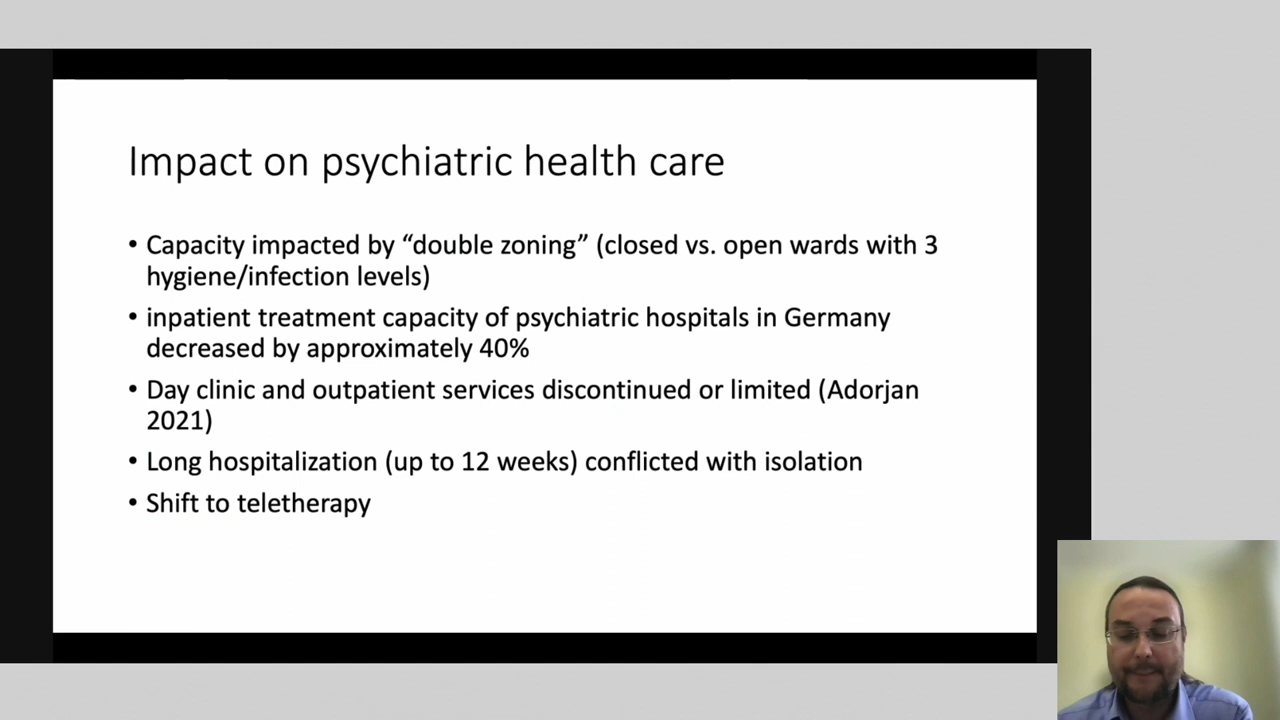 Impact on psychiatric health care
• Capacity impacted by “double zoning” (closed vs. open wards with 3
hygiene/infection levels)
• inpatient treatment capacity of psychiatric hospitals in Germany
decreased by approximately 40%
• Day clinic and outpatient services discontinued or limited (Adorjan
2021)
• Long hospitalization (up to 12 weeks) conflicted with isolation
• Shift to teletherapy